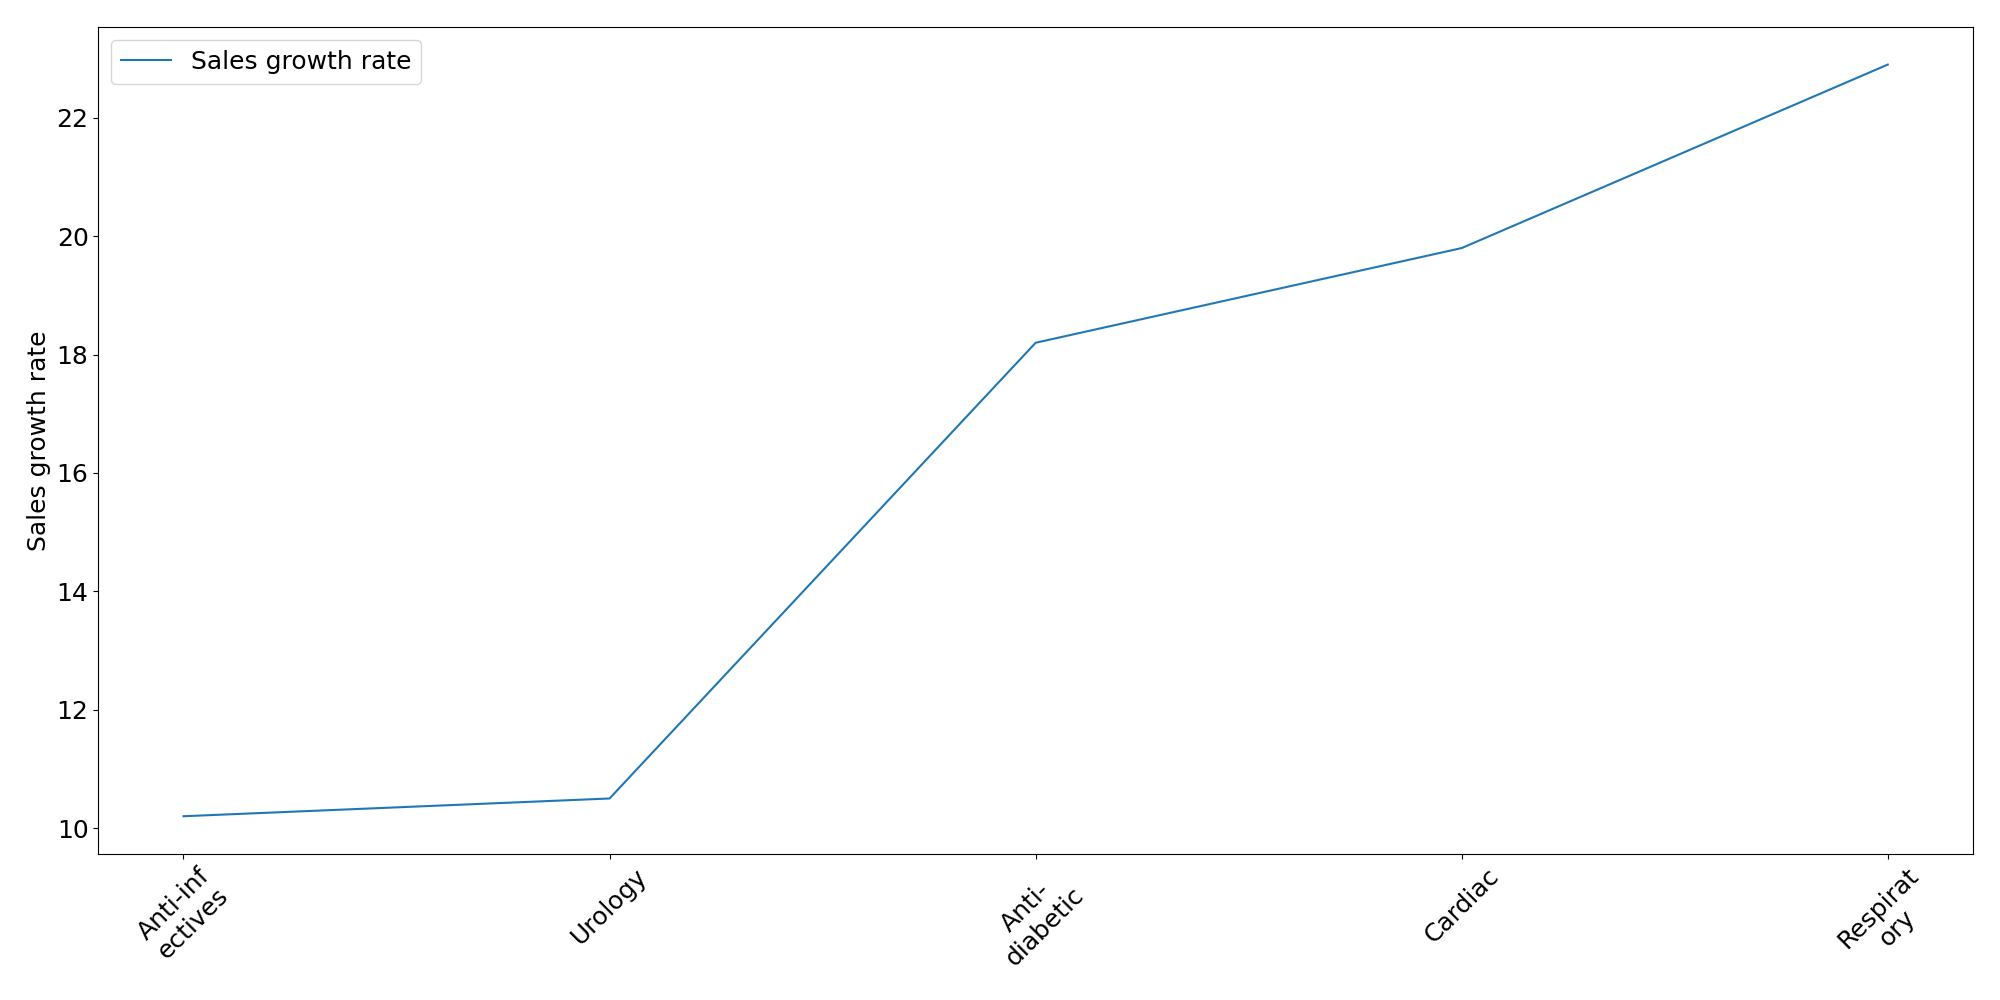 Sales growth rate
22
20
18
16
14
12
10
Sales growth rate
Anti-inf
ectives
Urology
Anti-
diabetic
Cardiac
Respirat
ory